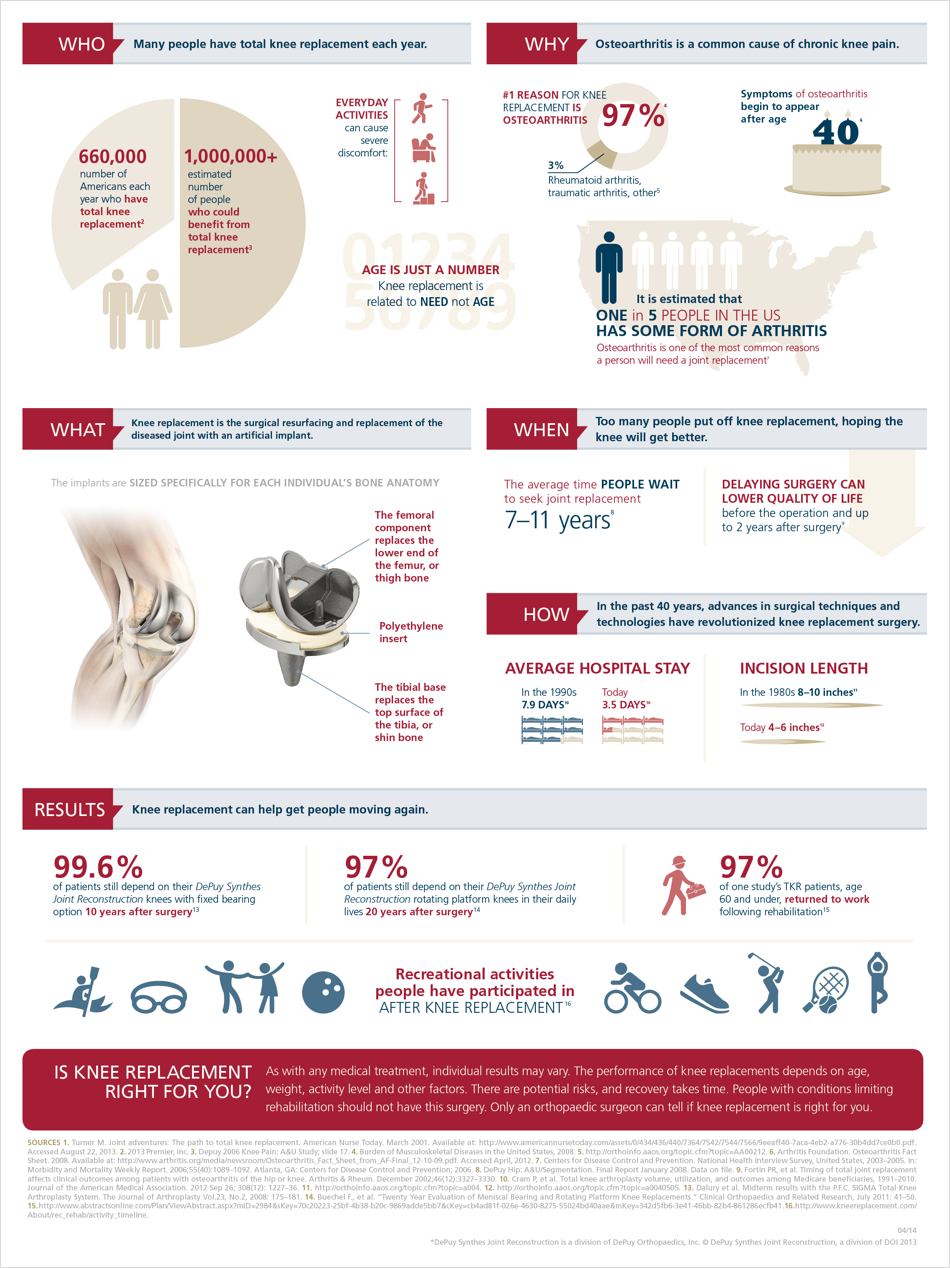 WHO
Many people have total knee replacement each year.
660,000
number of
Americans each
year who have
total knee
replacement2
1,000,000+
estimated
number
of people
who could
benefit from
total knee
replacement3
EVERYDAY
ACTIVITIES
can cause
severe
discomfort:
01234
56789
AGE IS JUST A NUMBER
Knee replacement is
related to NEED not AGE
WHY
Osteoarthritis is a common cause of chronic knee pain.
#1 REASON FOR KNEE
REPLACEMENT IS
OSTEOARTHRITIS
97%4
3%
Rheumatoid arthritis,
traumatic arthritis, other5
Symptoms of osteoarthritis
begin to appear
after age
406
It is estimated that
ONE in 5 PEOPLE IN THE US
HAS SOME FORM OF ARTHRITIS
Osteoarthritis is one of the most common reasons
a person will need a joint replacement7
WHAT
Knee replacement is the surgical resurfacing and replacement of the
diseased joint with an artificial implant.
The implants are SIZED SPECIFICALLY FOR EACH INDIVIDUAL'S BONE ANATOMY
The femoral
component
replaces the
lower end of
the femur, or
thigh bone
Polyethylene
insert
The tibial base
replaces the
top surface of
the tibia, or
shin bone
WHEN
Too many people put off knee replacement, hoping the
knee will get better.
The average time PEOPLE WAIT
to seek joint replacement
7–11 years8
DELAYING SURGERY CAN
LOWER QUALITY OF LIFE
before the operation and up
to 2 years after surgery9
HOW
In the past 40 years, advances in surgical techniques and
technologies have revolutionized knee replacement surgery.
AVERAGE HOSPITAL STAY
In the 1990s
7.9 DAYS10
Today
3.5 DAYS10
INCISION LENGTH
In the 1980s 8–10 inches11
Today 4–6 inches12
RESULTS
Knee replacement can help get people moving again.
99.6%
of patients still depend on their DePuy Synthes
Joint Reconstruction knees with fixed bearing
option 10 years after surgery13
97%
of patients still depend on their DePuy Synthes Joint
Reconstruction rotating platform knees in their daily
lives 20 years after surgery14
97%
of one study's TKR patients, age
60 and under, returned to work
following rehabilitation15
Recreational activities
people have participated in
AFTER KNEE REPLACEMENT16
IS KNEE REPLACEMENT
RIGHT FOR YOU?
As with any medical treatment, individual results may vary. The performance of knee replacements depends on age,
weight, activity level and other factors. There are potential risks, and recovery takes time. People with conditions limiting
rehabilitation should not have this surgery. Only an orthopaedic surgeon can tell if knee replacement is right for you.
SOURCES 1. Turner M. Joint adventures: The path to total knee replacement. American Nurse Today. March 2001. Available at: http://www.americannursetoday.com/assets/0/434/436/440/7364/7542/7544/7566/9eeaff40-7aca-4eb2-a776-30b4dd7ce0b0.pdf.
Accessed August 22, 2013. 2. 2013 Premier, Inc. 3. Depuy 2006 Knee Pain: A&U Study; slide 17. 4. Burden of Musculoskeletal Diseases in the United States, 2008. 5. http://orthoinfo.aaos.org/topic.cfm?topic=AA00212. 6. Arthritis Foundation. Osteoarthritis Fact
Sheet. 2008. Available at: http://www.arthritis.org/media/newsroom/Osteoarthritis_Fact_Sheet_from_AF-Final_12-10-09.pdf. Accessed April, 2012. 7. Centers for Disease Control and Prevention. National Health interview Survey, United States, 2003–2005. In:
Morbidity and Mortality Weekly Report. 2006;55(40):1089–1092. Atlanta, GA: Centers for Disease Control and Prevention; 2006. 8. DePuy Hip: A&U/Segmentation. Final Report January 2008. Data on file. 9. Fortin PR, et al. Timing of total joint replacement
affects clinical outcomes among patients with osteoarthritis of the hip or knee. Arthritis & Rheum. December 2002;46(12):3327–3330. 10. Cram P, et al. Total knee arthroplasty volume, utilization, and outcomes among Medicare beneficiaries, 1991–2010.
Journal of the American Medical Association. 2012 Sep 26; 308(12): 1227–36. 11. http://orthoinfo.aaos.org/topic.cfm?topic=a004. 12. http://orthoinfo.aaos.org/topic.cfm?topic=a0040505. 13. Dalury et al. Midterm results with the P.F.C. SIGMA Total Knee
Arthroplasty System. The Journal of Arthroplasty Vol.23, No.2, 2008: 175–181. 14. Buechel F., et al. "Twenty Year Evaluation of Meniscal Bearing and Rotating Platform Knee Replacements." Clinical Orthopaedics and Related Research, July 2011: 41–50.
15.http://www.abstractsonline.com/Plan/ViewAbstract.aspx?mID=2984&sKey=70c20223-25bf-4b38-b20c-9869adde5bb7&cKey=cb4ad81f-026e-4630-8275-55024bd40aae&mKey=342d5fb6-3e41-46bb-82b4-861286ecfb41.16.http://www.kneereplacement.com/
About/rec_rehab/activity_timeline.
04/14
*DePuy Synthes Joint Reconstruction is a division of DePuy Orthopaedics, Inc. © DePuy Synthes Joint Reconstruction, a division of DOI 2013